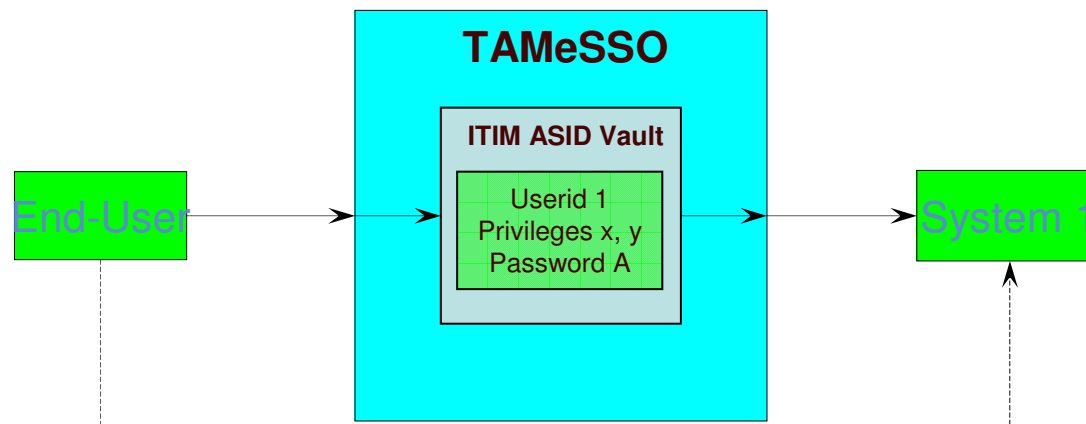 TAMeSSO
ITIM ASID Vault
Userid 1
Privileges x, y
Password A
End-User
System 1